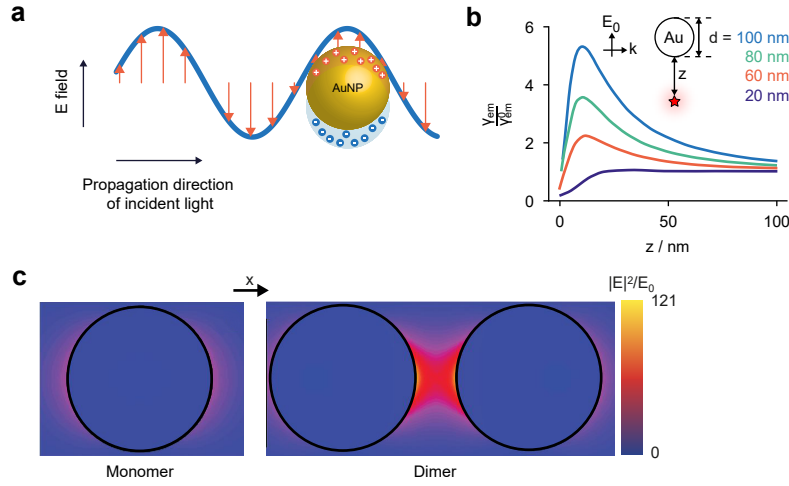 a
E field
AuNP
Propagation direction
of incident light
b
6
4
2
0
γem
γ0em
E0
k
Au
z
d = 100 nm
80 nm
60 nm
20 nm
0
50
100
z / nm
c
x
|E|²/E0
121
0
Monomer
Dimer